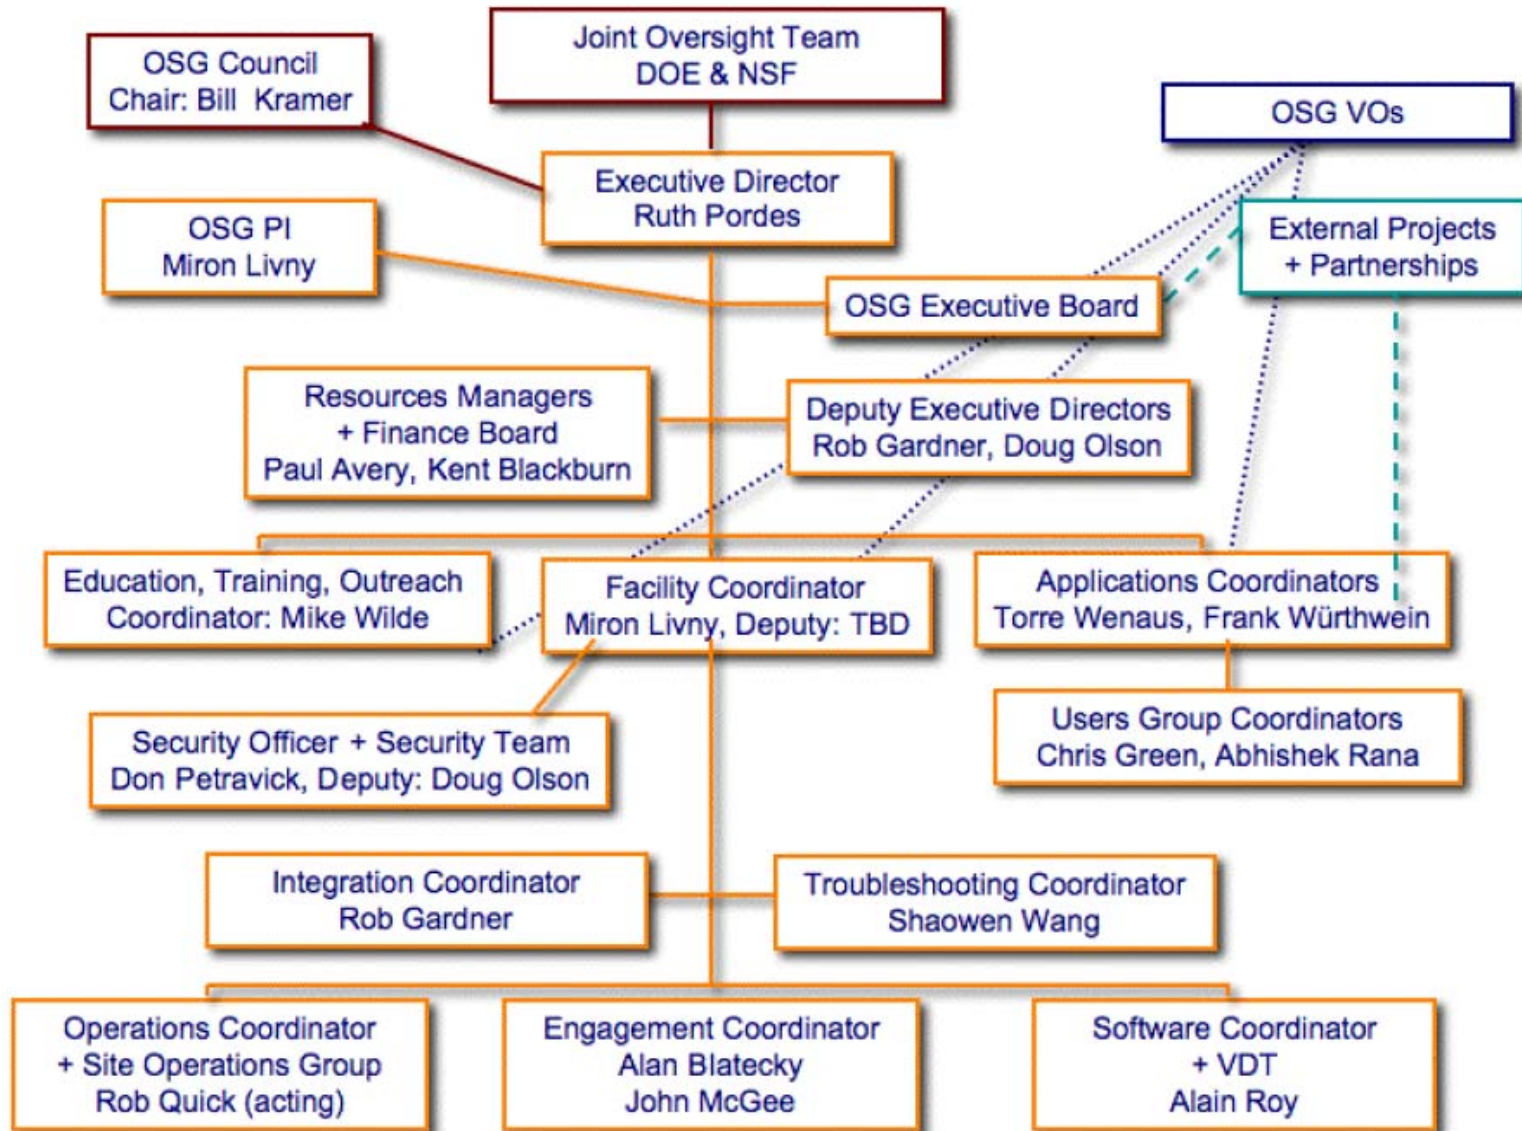 Joint Oversight Team
DOE & NSF
OSG Council
Chair: Bill Kramer
OSG VOs
Executive Director
Ruth Pordes
OSG PI
Miron Livny
External Projects
+ Partnerships
OSG Executive Board
Resources Managers
+ Finance Board
Paul Avery, Kent Blackburn
Deputy Executive Directors
Rob Gardner, Doug Olson
Education, Training, Outreach
Coordinator: Mike Wilde
Facility Coordinator
Miron Livny, Deputy: TBD
Applications Coordinators
Torre Wenaus, Frank Würthwein
Users Group Coordinators
Chris Green, Abhishek Rana
Security Officer + Security Team
Don Petravick, Deputy: Doug Olson
Integration Coordinator
Rob Gardner
Troubleshooting Coordinator
Shaowen Wang
Operations Coordinator
+ Site Operations Group
Rob Quick (acting)
Engagement Coordinator
Alan Blatecky
John McGee
Software Coordinator
+ VDT
Alain Roy